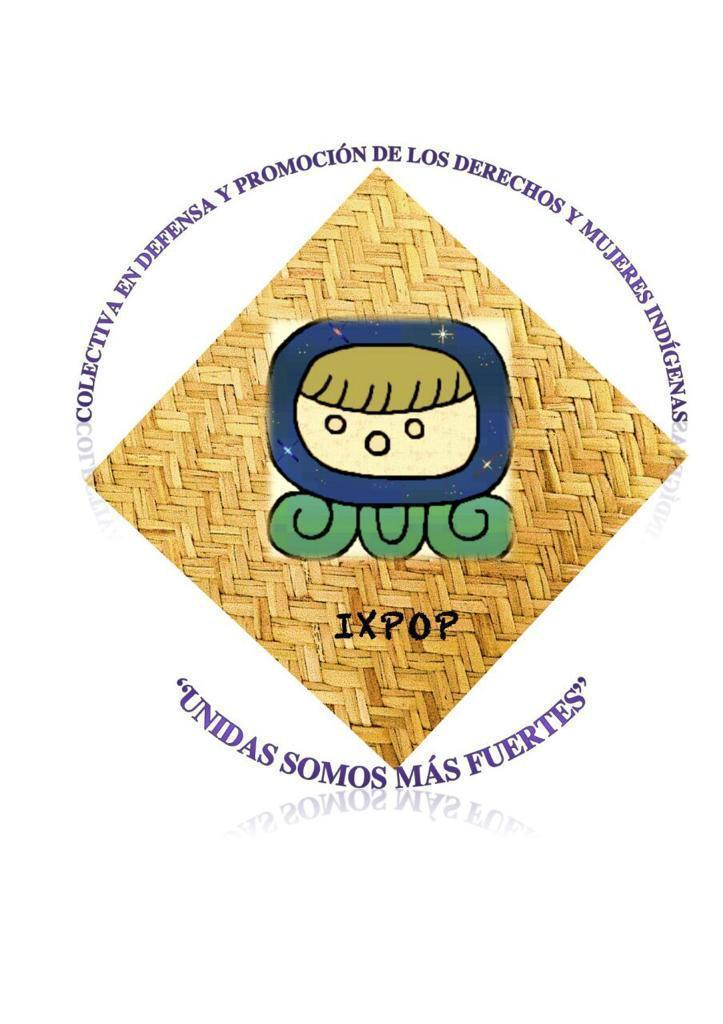 COLECTIVA EN DEFENSA Y PROMOCIÓN DE LOS DERECHOS Y MUJERES INDÍGENAS
IXPOP
“UNIDAS SOMOS MÁS FUERTES”